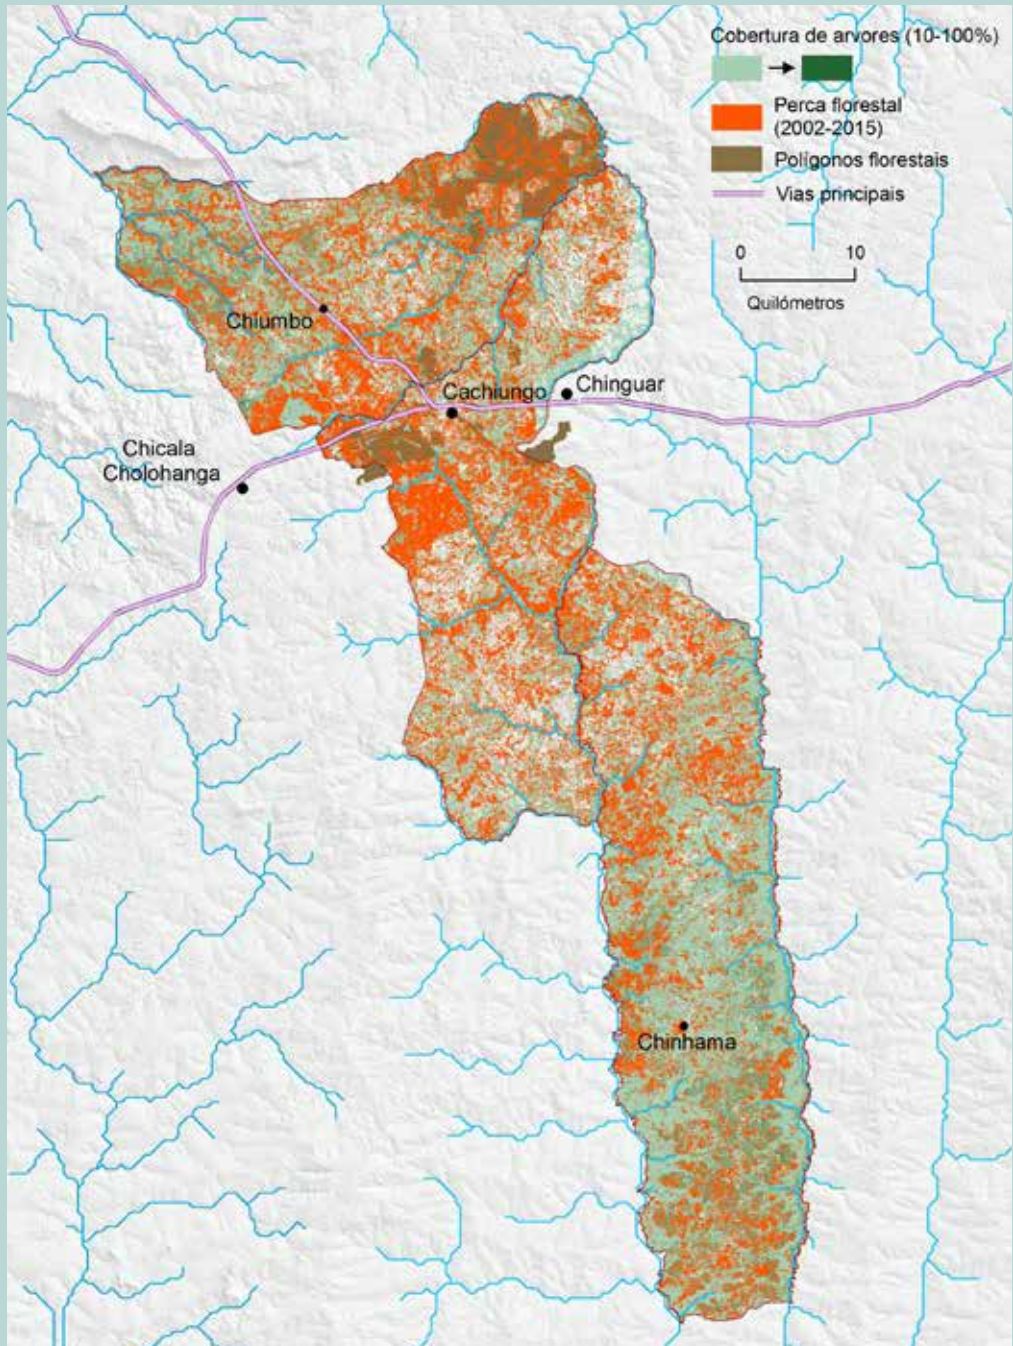 Cobertura de arvores (10-100%)
Perca florestal
(2002-2015)
Polígonos florestais
Vias principais
0 10
Quilómetros
Chiumbo
Cachiungo
Chinguar
Chicala
Cholohanga
Chinhama